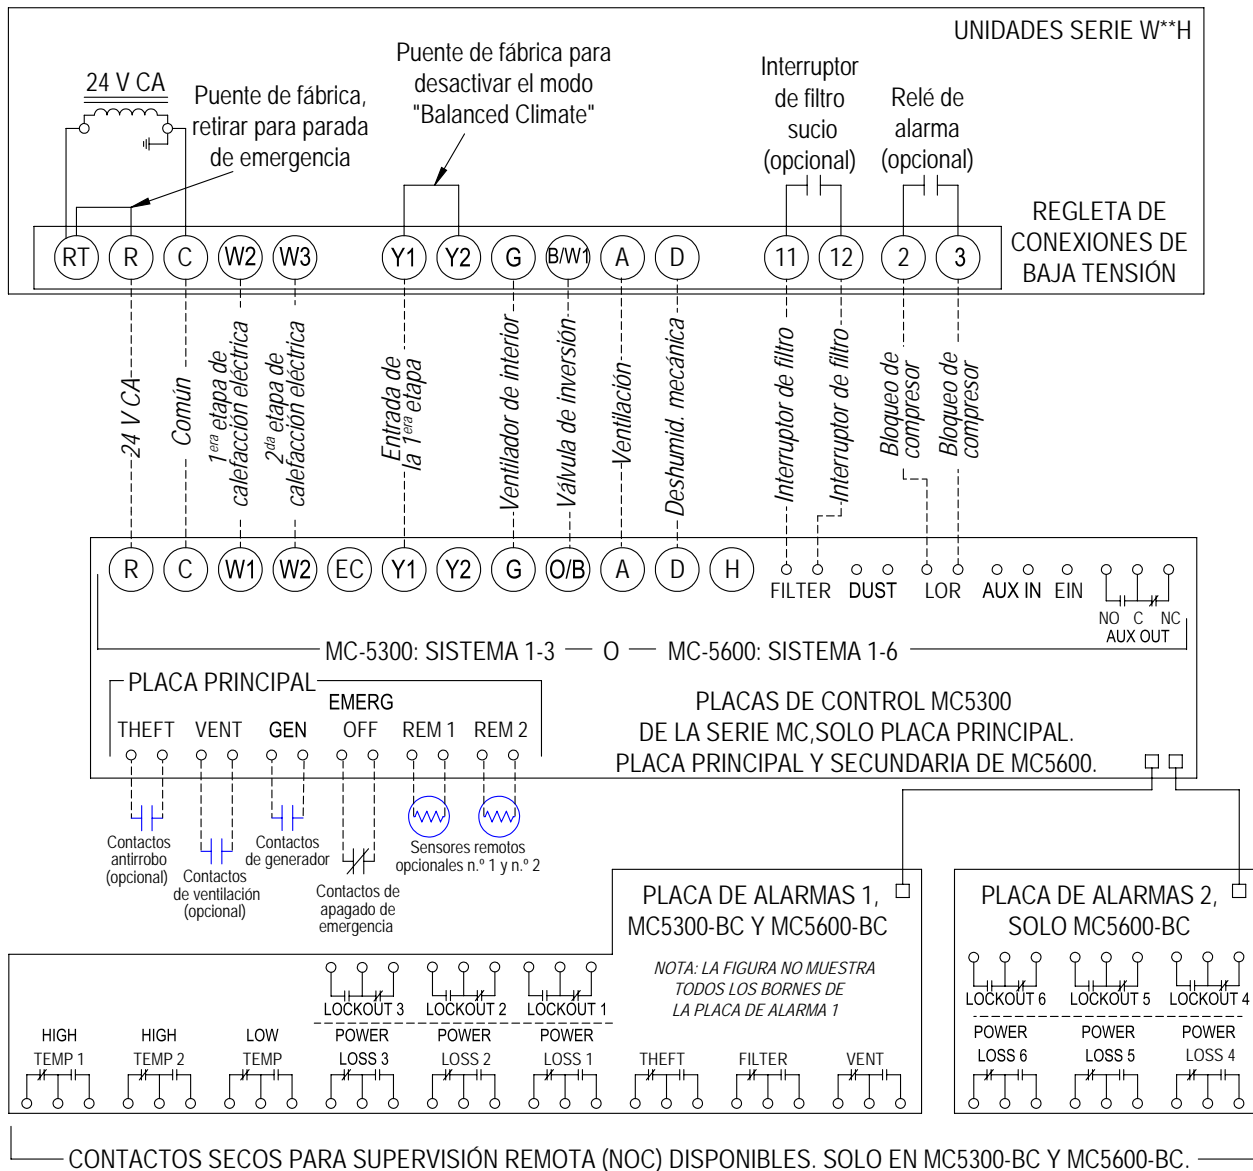 UNIDADES SERIE W**H
24 V CA
Puente de fábrica,
retirar para parada
de emergencia
Puente de fábrica para
desactivar el modo
"Balanced Climate"
Interruptor
de filtro
sucio
(opcional)
Relé de
alarma
(opcional)
REGLETA DE
CONEXIONES DE
BAJA TENSIÓN
RT R C W2 W3 Y1 Y2 G B/W1 A D 11 12 2 3
24 V CA
Común
1era etapa de
calefacción eléctrica
2da etapa de
calefacción eléctrica
Entrada de
la 1era etapa
Ventilador de interior
Válvula de inversión
Ventilación
Deshumid. mecánica
Interruptor de filtro
Interruptor de filtro
Bloqueo de
compresor
Bloqueo de
compresor
R C W1 W2 EC Y1 Y2 G O/B A D H
FILTER DUST LOR AUX IN EIN
NO C NC
AUX OUT
MC-5300: SISTEMA 1-3 O MC-5600: SISTEMA 1-6
PLACA PRINCIPAL
THEFT VENT GEN EMERG
OFF REM 1 REM 2
PLACAS DE CONTROL MC5300
DE LA SERIE MC,SOLO PLACA PRINCIPAL.
PLACA PRINCIPAL Y SECUNDARIA DE MC5600.
Contactos
antirrobo
(opcional)
Contactos
de ventilación
(opcional)
Contactos
de generador
Contactos de
apagado de
emergencia
Sensores remotos
opcionales n.º 1 y n.º 2
PLACA DE ALARMAS 1,
MC5300-BC Y MC5600-BC
NOTA: LA FIGURA NO MUESTRA
TODOS LOS BORNES DE
LA PLACA DE ALARMA 1
PLACA DE ALARMAS 2,
SOLO MC5600-BC
LOCKOUT 3 LOCKOUT 2 LOCKOUT 1
HIGH
TEMP 1
HIGH
TEMP 2
LOW
TEMP
POWER
LOSS 3
POWER
LOSS 2
POWER
LOSS 1
THEFT
FILTER
VENT
LOCKOUT 6 LOCKOUT 5 LOCKOUT 4
POWER
LOSS 6
POWER
LOSS 5
POWER
LOSS 4
CONTACTOS SECOS PARA SUPERVISIÓN REMOTA (NOC) DISPONIBLES. SOLO EN MC5300-BC Y MC5600-BC.